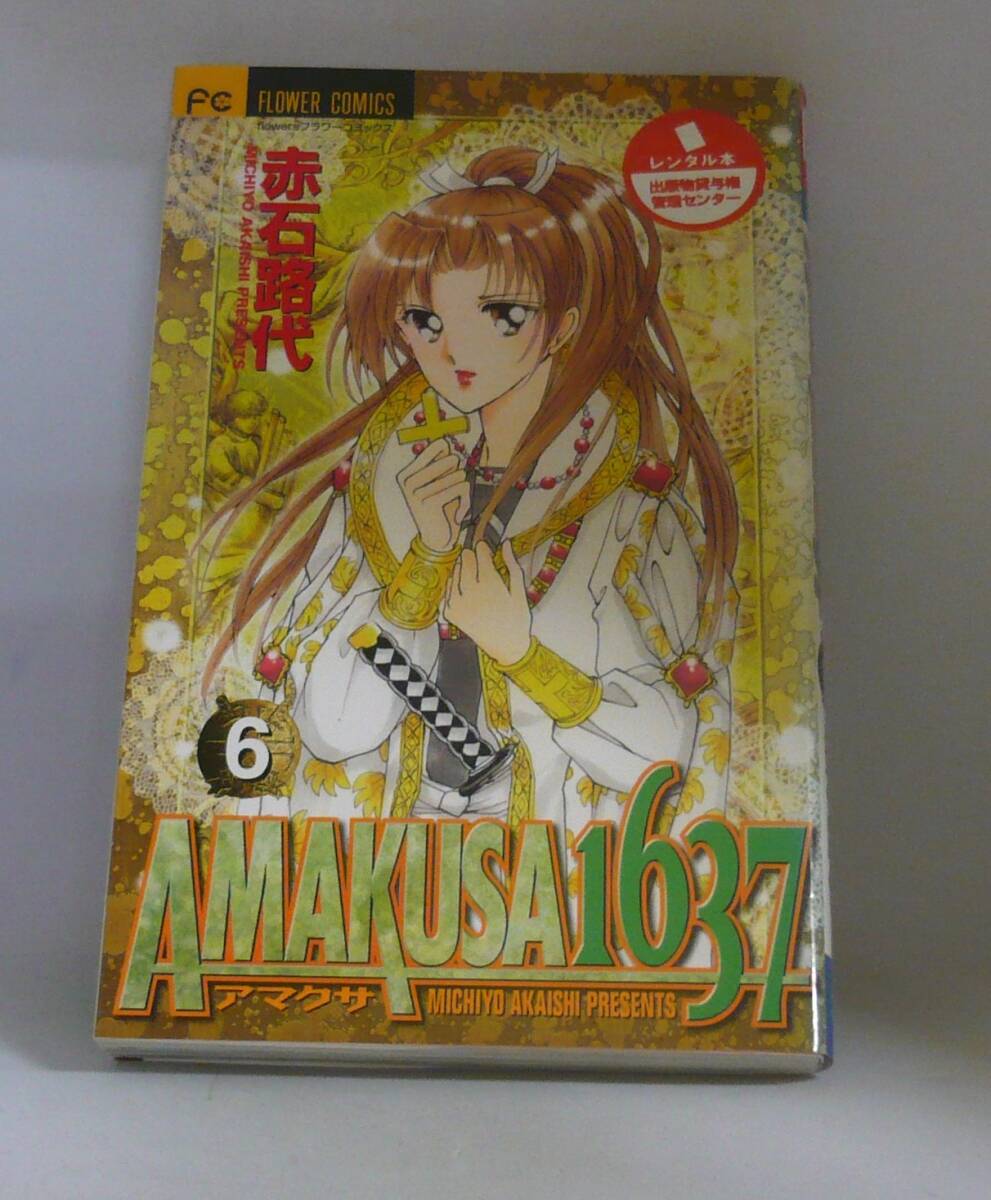 FC
FLOWER COMICS
flowersフラワーコミックス
赤石路代
MICHIYO AKAISHI PRESENTS
レンタル本
出版物貸与権
管理センター
6
AMAKUSA1637
アマクサ
MICHIYO AKAISHI PRESENTS